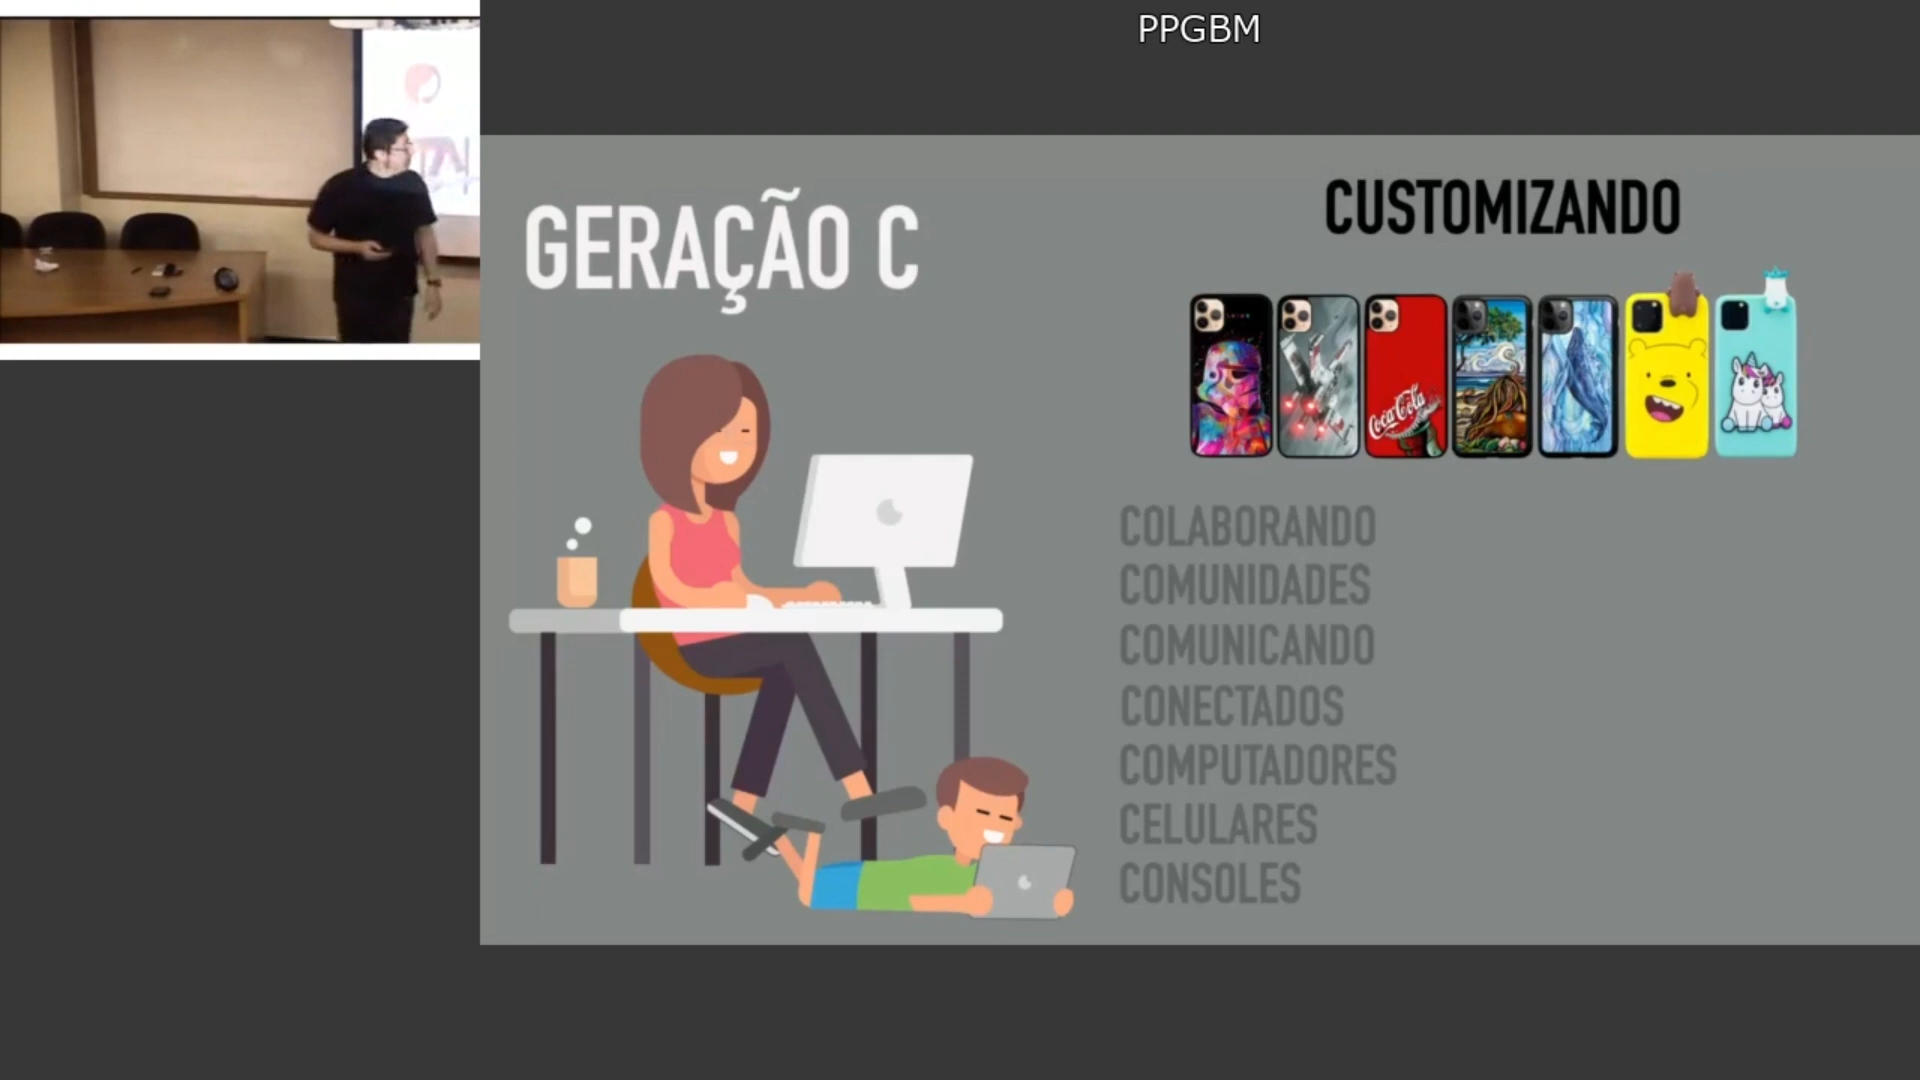 PPGBM
GERAÇÃO C
CUSTOMIZANDO
Coca-Cola
COLABORANDO
COMUNIDADES
COMUNICANDO
CONECTADOS
COMPUTADORES
CELULARES
CONSOLES